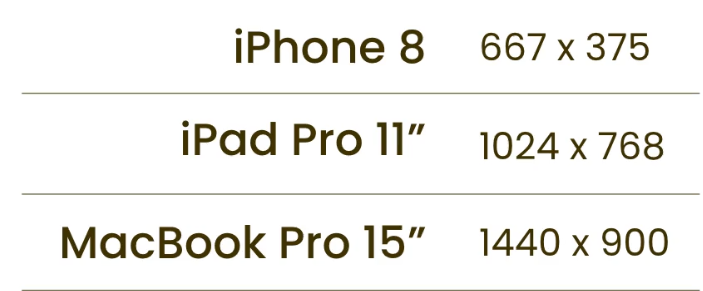 iPhone 8 667 x 375
iPad Pro 11” 1024 x 768
MacBook Pro 15” 1440 x 900